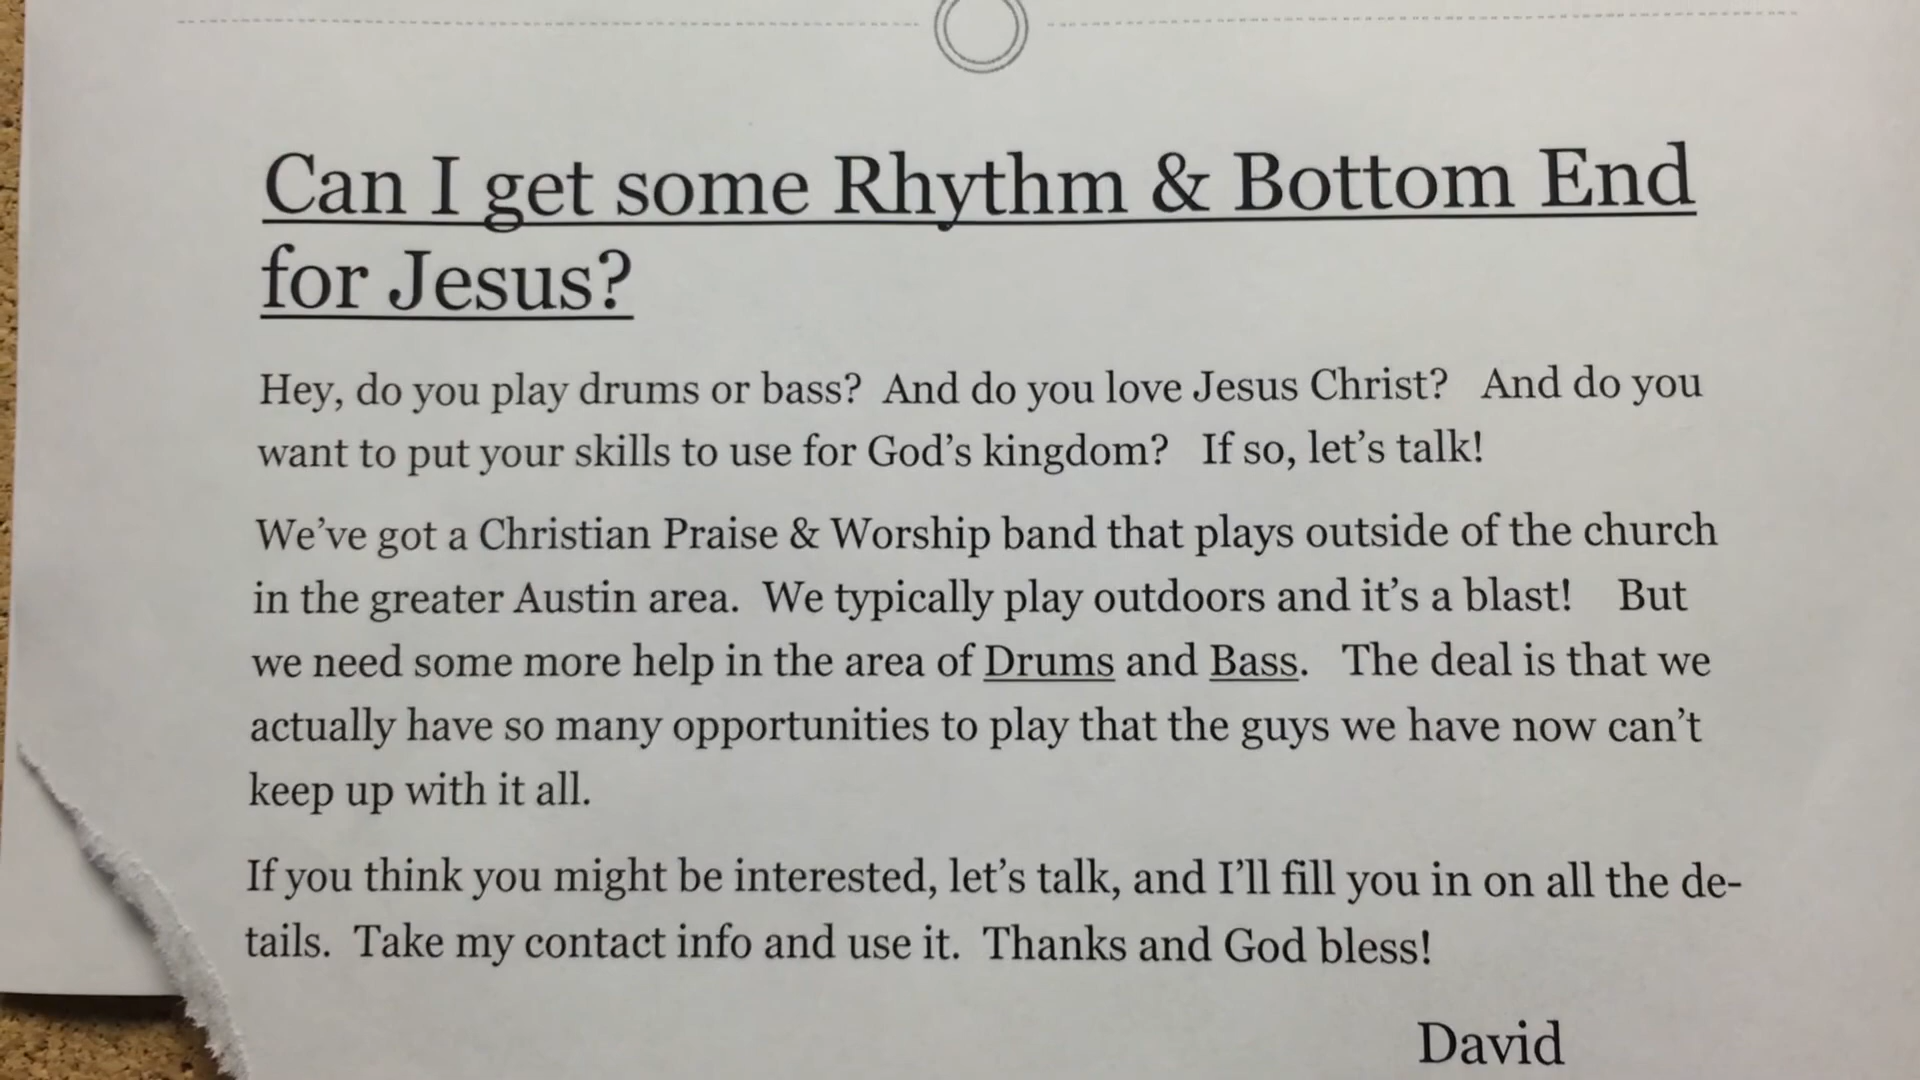 Can I get some Rhythm & Bottom End
for Jesus?
Hey, do you play drums or bass?  And do you love Jesus Christ?   And do you
want to put your skills to use for God’s kingdom?   If so, let’s talk!
We’ve got a Christian Praise & Worship band that plays outside of the church
in the greater Austin area.  We typically play outdoors and it’s a blast!    But
we need some more help in the area of Drums and Bass.   The deal is that we
actually have so many opportunities to play that the guys we have now can’t
keep up with it all.
If you think you might be interested, let’s talk, and I’ll fill you in on all the de-
tails.  Take my contact info and use it.  Thanks and God bless!
David